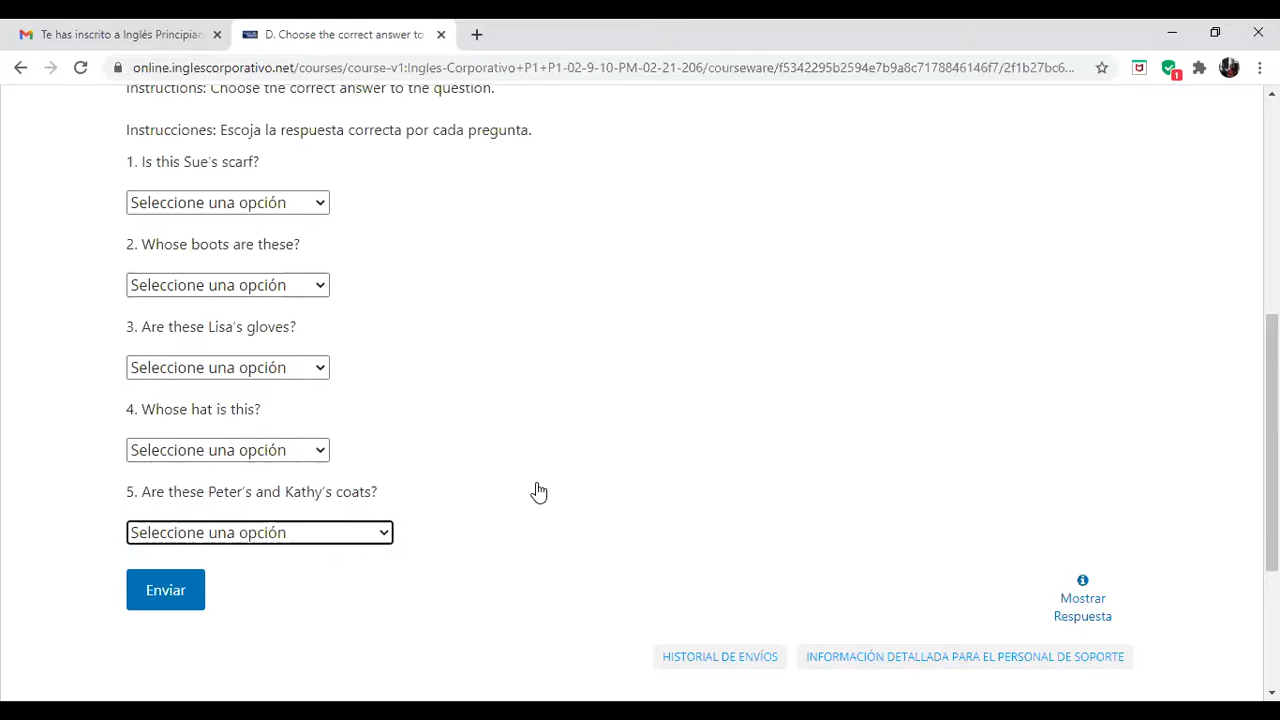 Te has inscrito a Inglés Principian
D. Choose the correct answer to
online.inglescorporativo.net/courses/course-v1:Ingles-Corporativo+P1+P1-02-9-10-PM-02-21-206/courseware/f5342295b2594e7b9a8c7178846146f7/2f1b27bc6...
1
Instructions: Choose the correct answer to the question.
Instrucciones: Escoja la respuesta correcta por cada pregunta.
1. Is this Sue's scarf?
Seleccione una opción
2. Whose boots are these?
Seleccione una opción
3. Are these Lisa's gloves?
Seleccione una opción
4. Whose hat is this?
Seleccione una opción
5. Are these Peter's and Kathy's coats?
Seleccione una opción
Enviar
Mostrar
Respuesta
HISTORIAL DE ENVÍOS
INFORMACIÓN DETALLADA PARA EL PERSONAL DE SOPORTE